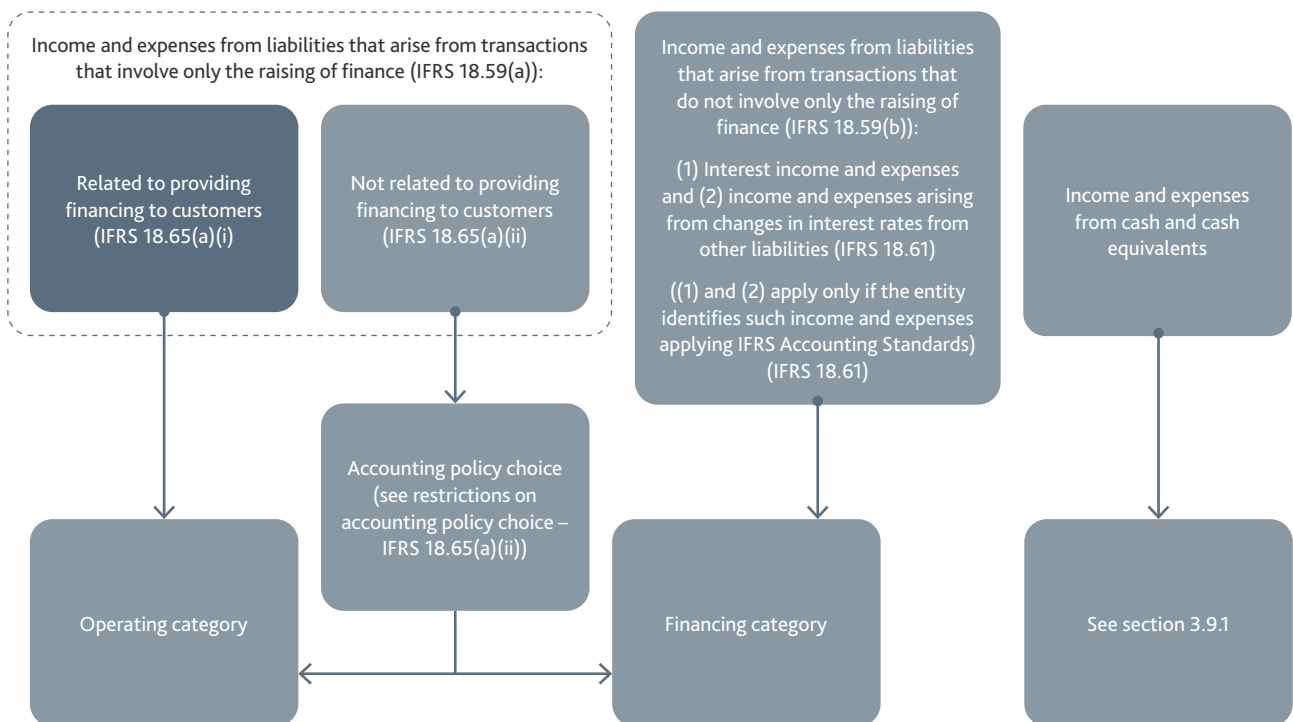 Income and expenses from liabilities that arise from transactions
that involve only the raising of finance (IFRS 18.59(a)):
Related to providing
financing to customers
(IFRS 18.65(a)(i)
Not related to providing
financing to customers
(IFRS 18.65(a)(ii)
Income and expenses from liabilities
that arise from transactions that
do not involve only the raising of
finance (IFRS 18.59(b)):
(1) Interest income and expenses
and (2) income and expenses arising
from changes in interest rates from
other liabilities (IFRS 18.61)
((1) and (2) apply only if the entity
identifies such income and expenses
applying IFRS Accounting Standards)
(IFRS 18.61)
Income and expenses
from cash and cash
equivalents
Accounting policy choice
(see restrictions on
accounting policy choice –
IFRS 18.65(a)(ii))
Operating category
Financing category
See section 3.9.1